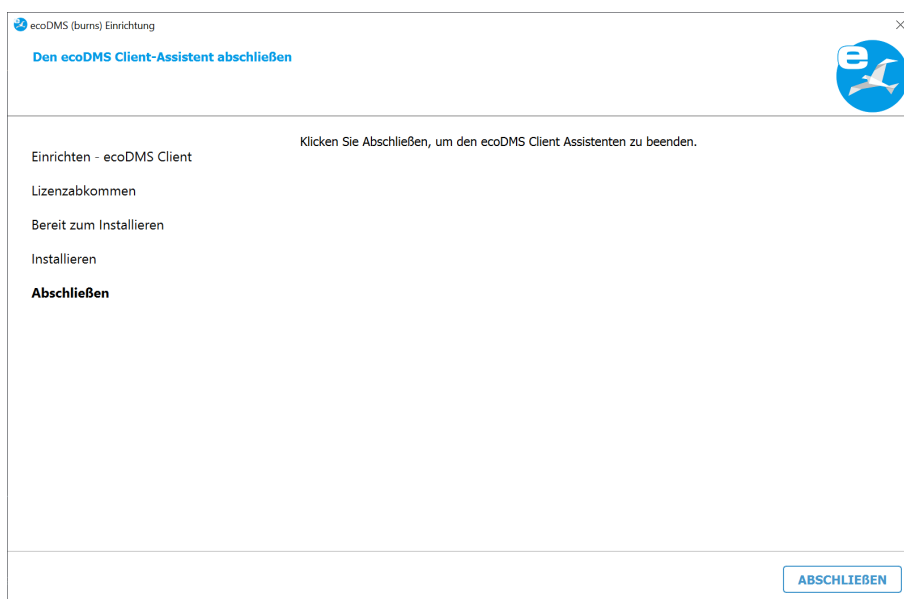 ecoDMS (burns) Einrichtung
Den ecoDMS Client-Assistent abschließen
e
Klicken Sie Abschließen, um den ecoDMS Client Assistenten zu beenden.
Einrichten - ecoDMS Client
Lizenzabkommen
Bereit zum Installieren
Installieren
Abschließen
ABSCHLIEßEN